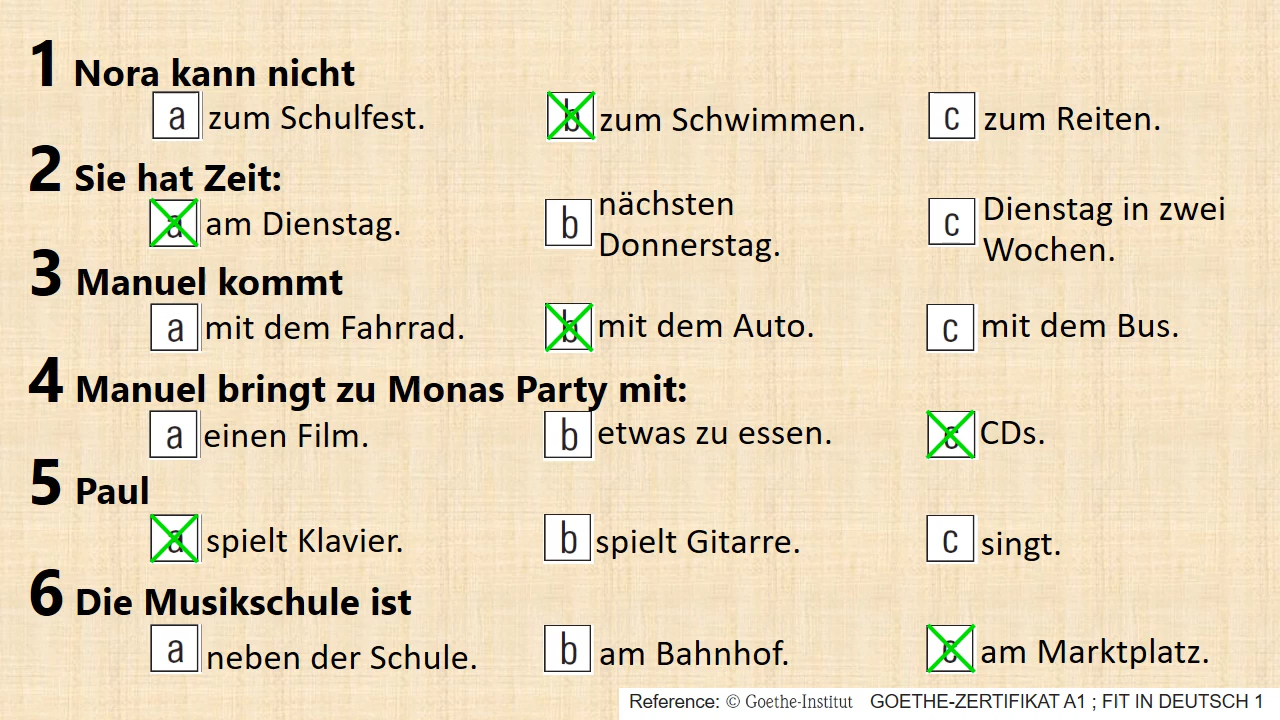 1 Nora kann nicht
a zum Schulfest. b zum Schwimmen. c zum Reiten.
2 Sie hat Zeit:
a am Dienstag. b nächsten Donnerstag. c Dienstag in zwei Wochen.
3 Manuel kommt
a mit dem Fahrrad. b mit dem Auto. c mit dem Bus.
4 Manuel bringt zu Monas Party mit:
a einen Film. b etwas zu essen. c CDs.
5 Paul
a spielt Klavier. b spielt Gitarre. c singt.
6 Die Musikschule ist
a neben der Schule. b am Bahnhof. c am Marktplatz.
Reference: © Goethe-Institut GOETHE-ZERTIFIKAT A1 ; FIT IN DEUTSCH 1